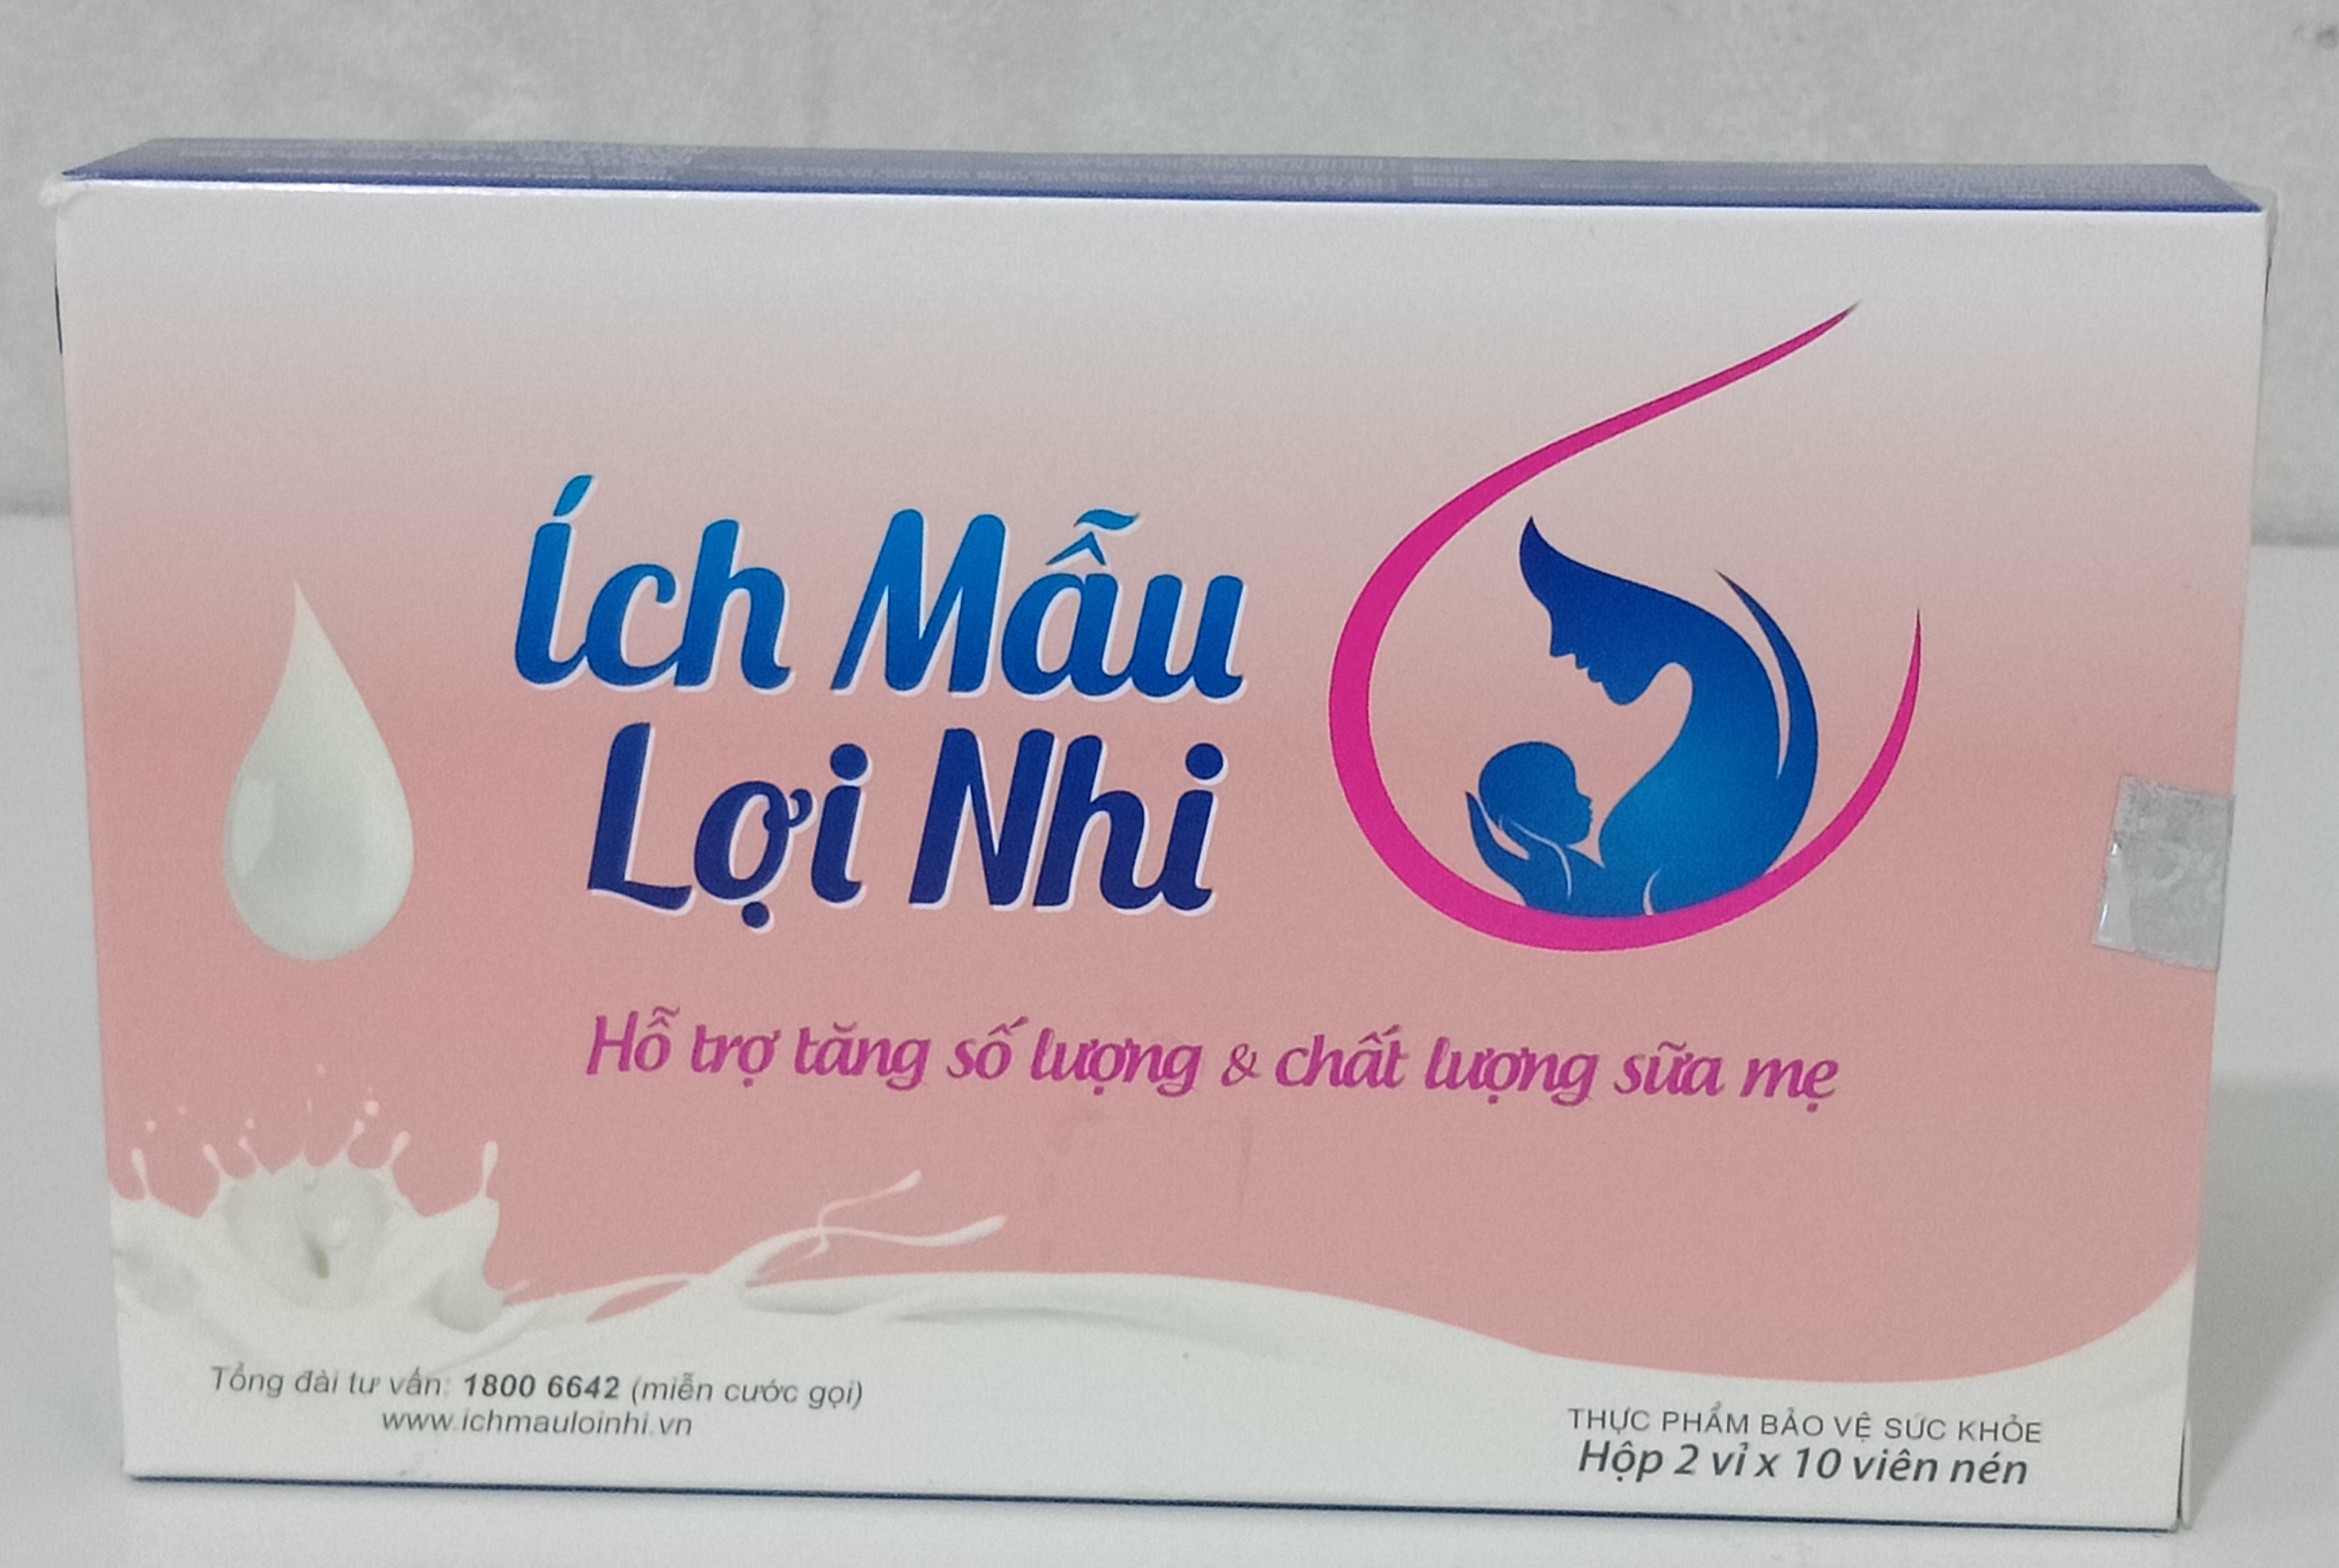 Ích Mẫu
Lợi Nhi
Hỗ trợ tăng số lượng & chất lượng sữa mẹ
Tổng đài tư vấn: 1800 6642 (miễn cước gọi)
www.ichmauloinhi.vn
THỰC PHẨM BẢO VỆ SỨC KHỎE
Hộp 2 vỉ x 10 viên nén